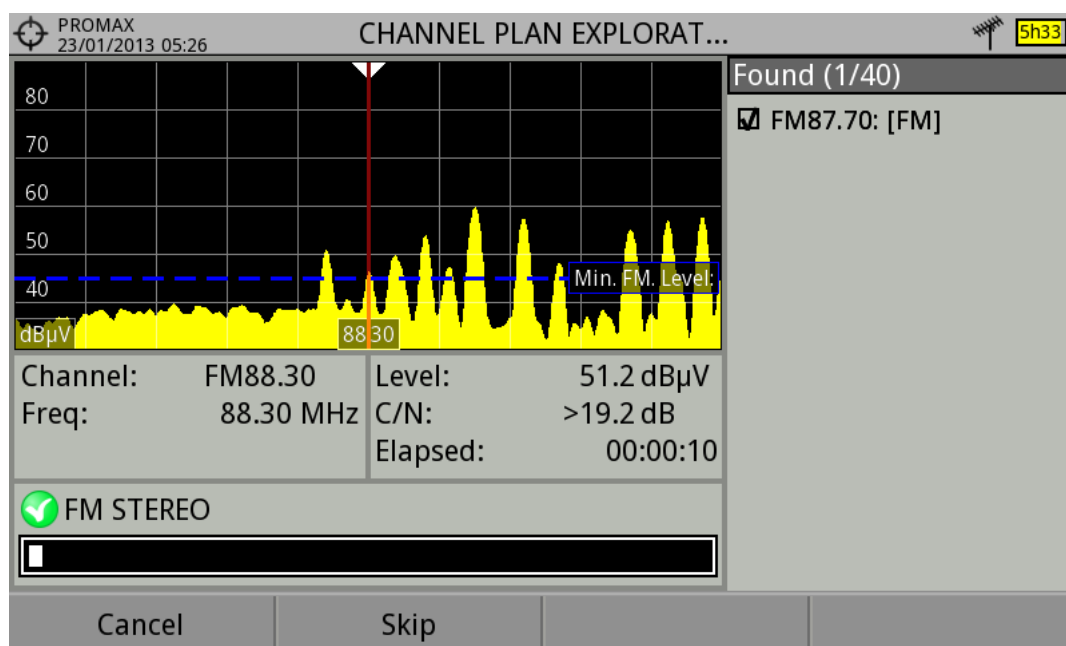 PROMAX
23/01/2013 05:26
CHANNEL PLAN EXPLORAT...
5h33
80
70
60
50
40
dBµV
88.30
Min. FM. Level:
Found (1/40)
FM87.70: [FM]
Channel: FM88.30
Freq: 88.30 MHz
Level: 51.2 dBµV
C/N: >19.2 dB
Elapsed: 00:00:10
FM STEREO
Cancel
Skip